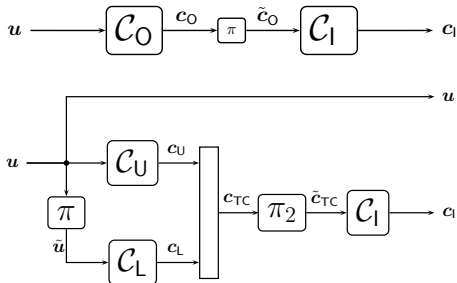 u C_O c_O π c̃_O C_I c_I
u
u C_U c_U
π c_TC π_2 c̃_TC C_I c_I
ũ C_L c_L